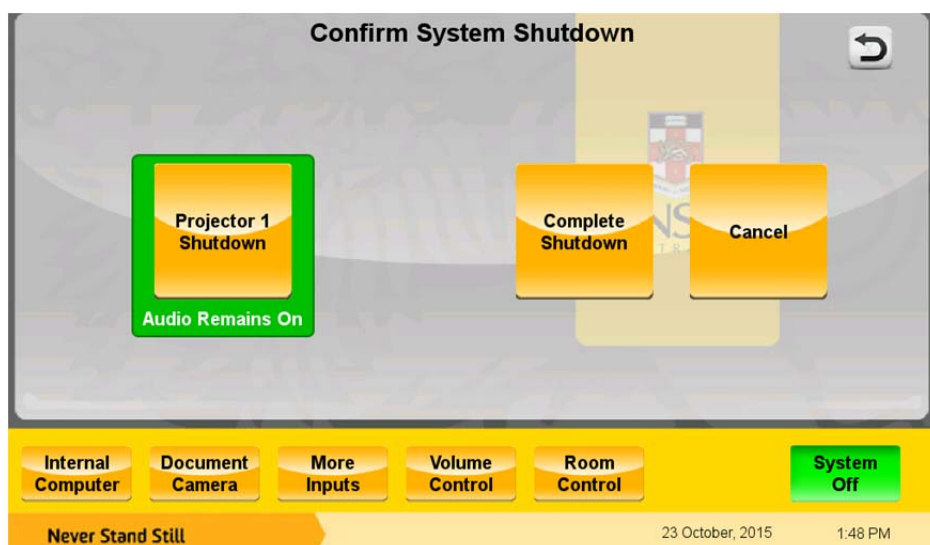 Confirm System Shutdown
Projector 1
Shutdown
Audio Remains On
Complete
Shutdown
Cancel
Internal
Computer
Document
Camera
More
Inputs
Volume
Control
Room
Control
System
Off
Never Stand Still
23 October, 2015
1:48 PM